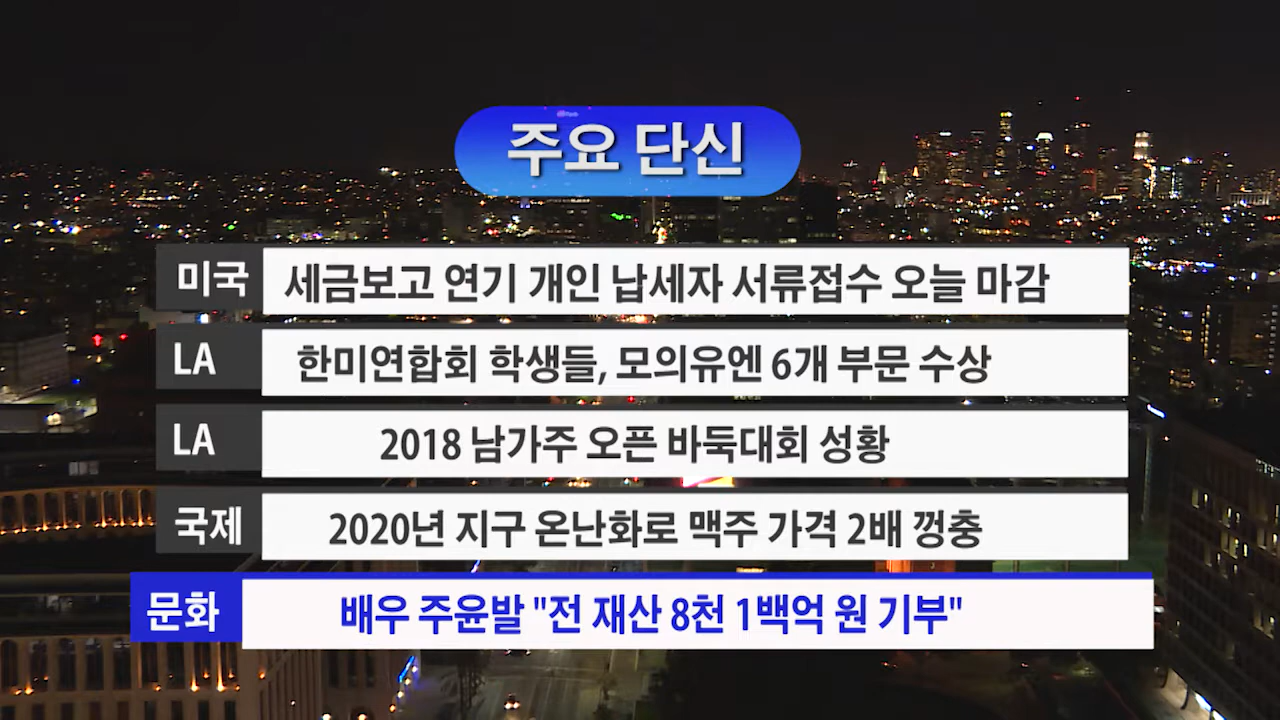 주요 단신
미국 세금보고 연기 개인 납세자 서류접수 오늘 마감
LA 한미연합회 학생들, 모의유엔 6개 부문 수상
LA 2018 남가주 오픈 바둑대회 성황
국제 2020년 지구 온난화로 맥주 가격 2배 껑충
문화 배우 주윤발 "전 재산 8천 1백억 원 기부"